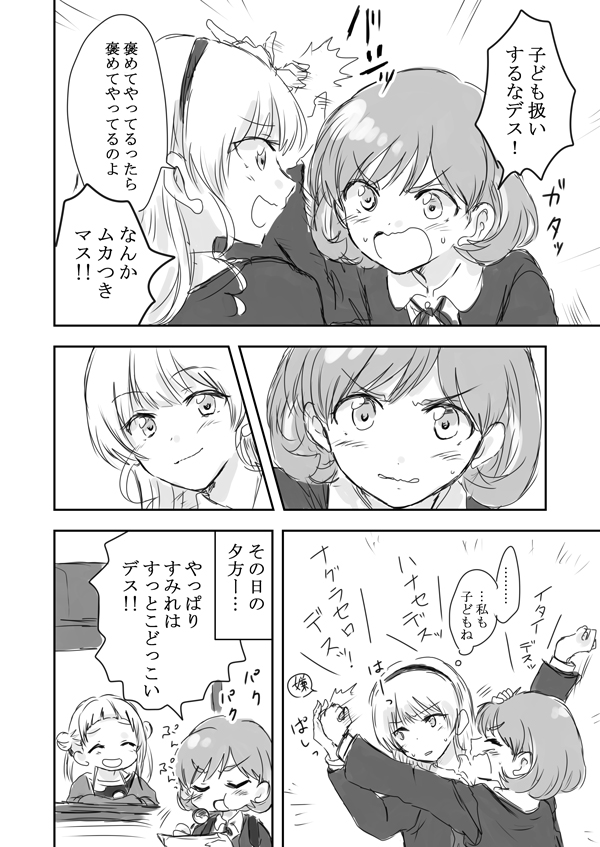 子ども扱い
するなデス!
ガタッ
褒めてやってるったら
褒めてやってるのよ
なんか
ムカつき
マス!!
イタイ
デスッ
………
…私も
子どもね
ハナセ
デスッ
ナグラセロ
デスッ!
はっ
ぱしっ
その日の
夕方ー…
やっぱり
すみれは
すっとこどっこい
デス!!
パク
パク
ぷんぷん